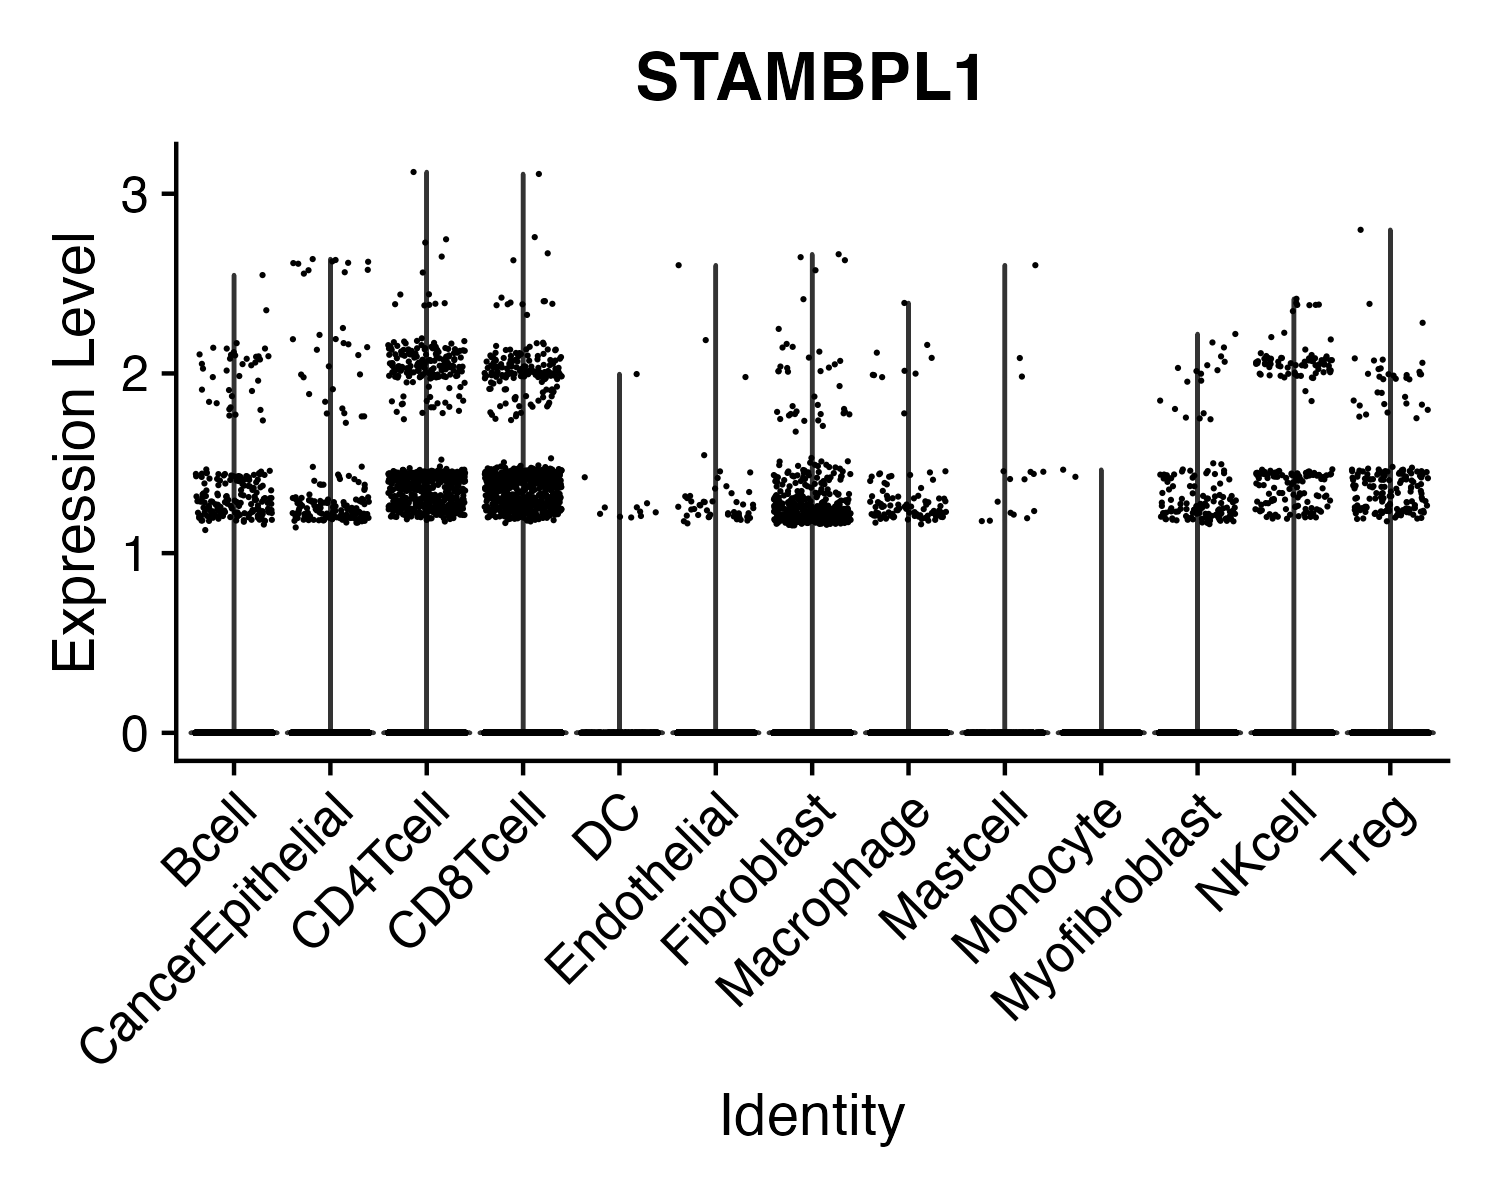 STAMBPL1
Expression Level
3
2
1
0
Bcell
CancerEpithelial
CD4Tcell
CD8Tcell
DC
Endothelial
Fibroblast
Macrophage
Mastcell
Monocyte
Myofibroblast
NKcell
Treg
Identity